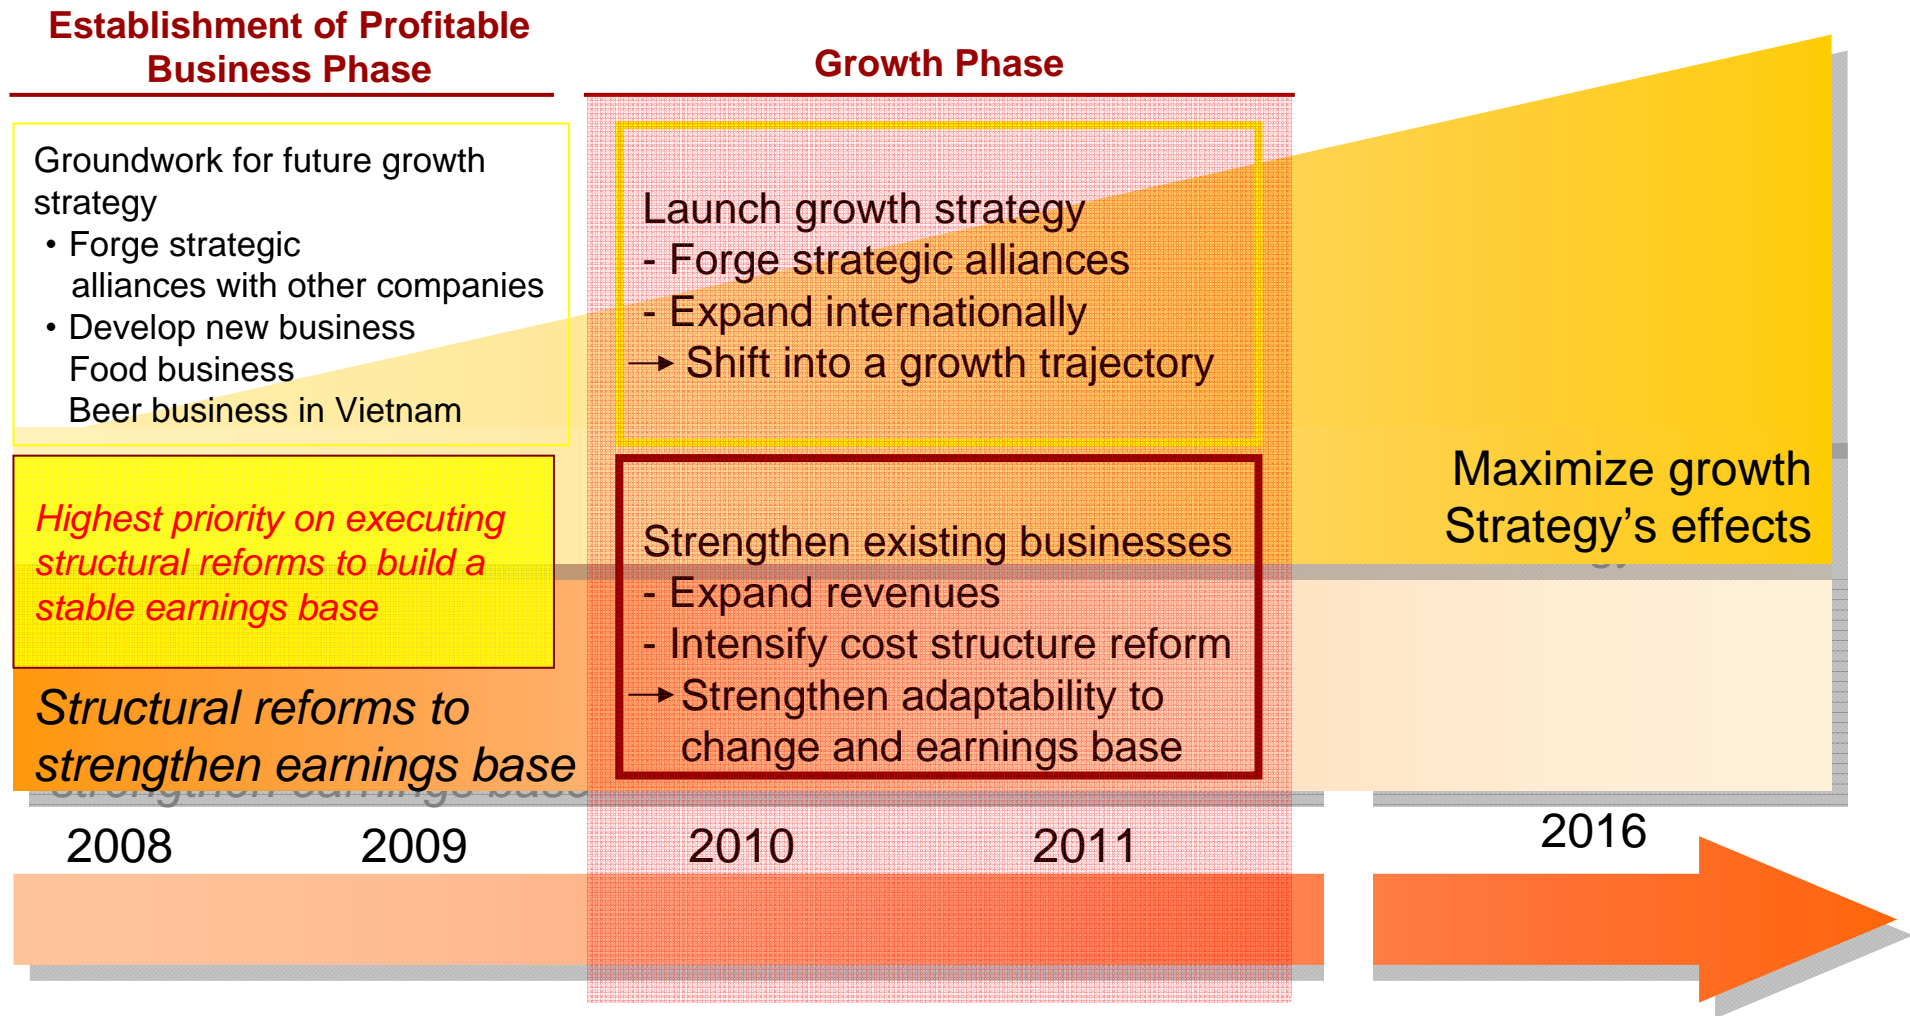 Establishment of Profitable
Business Phase
Growth Phase
Groundwork for future growth
strategy
• Forge strategic
alliances with other companies
• Develop new business
Food business
Beer business in Vietnam
Highest priority on executing
structural reforms to build a
stable earnings base
Structural reforms to
strengthen earnings base
Launch growth strategy
- Forge strategic alliances
- Expand internationally
→ Shift into a growth trajectory
Strengthen existing businesses
- Expand revenues
- Intensify cost structure reform
→ Strengthen adaptability to
change and earnings base
Maximize growth
Strategy’s effects
2008 2009 2010 2011 2016